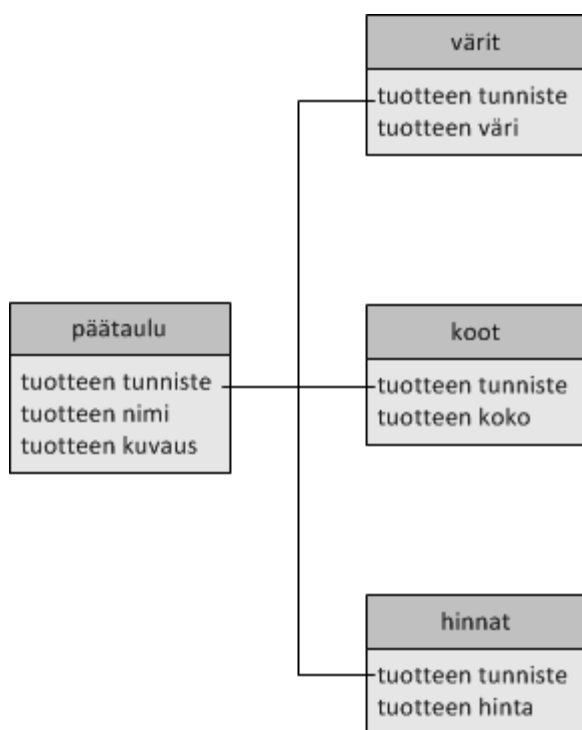 värit
tuotteen tunniste
tuotteen väri
päätaulu
tuotteen tunniste
tuotteen nimi
tuotteen kuvaus
koot
tuotteen tunniste
tuotteen koko
hinnat
tuotteen tunniste
tuotteen hinta